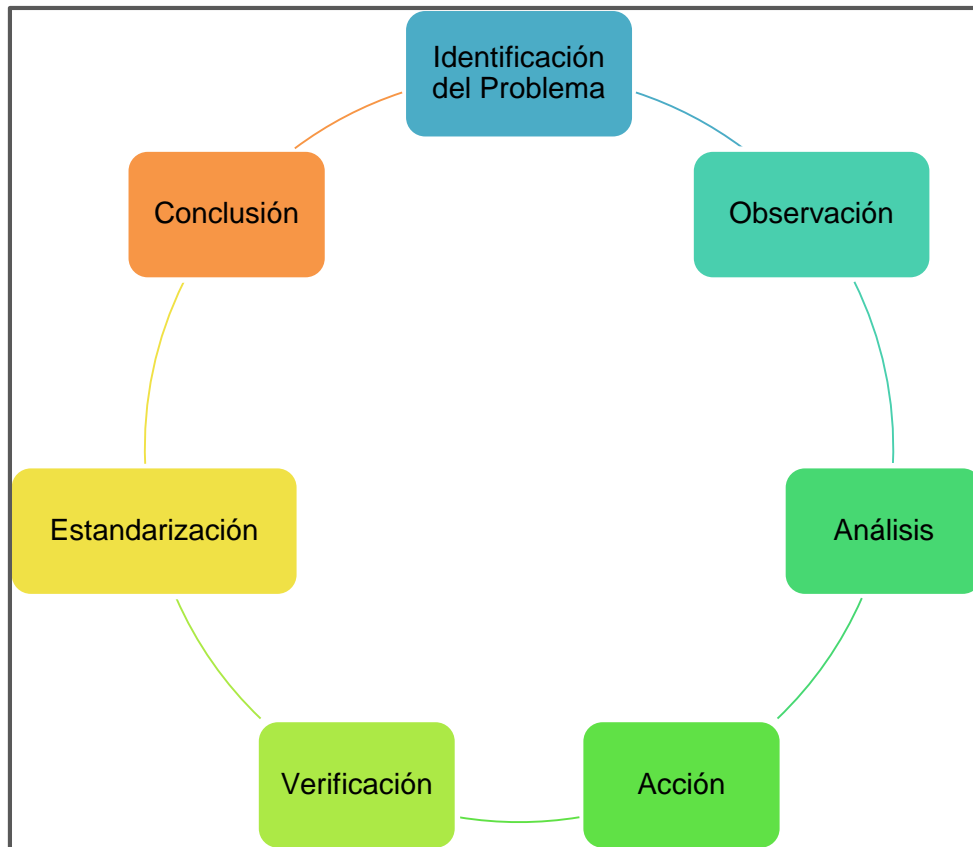 Identificación
del Problema
Observación
Análisis
Acción
Verificación
Estandarización
Conclusión